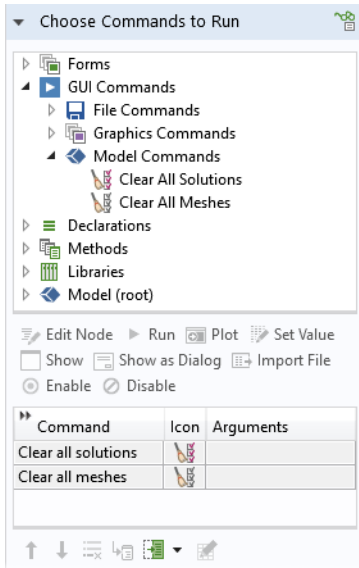 Choose Commands to Run
Forms
GUI Commands
File Commands
Graphics Commands
Model Commands
Clear All Solutions
Clear All Meshes
Declarations
Methods
Libraries
Model (root)
Edit Node Run Plot Set Value
Show Show as Dialog Import File
Enable Disable
Command Icon Arguments
Clear all solutions
Clear all meshes